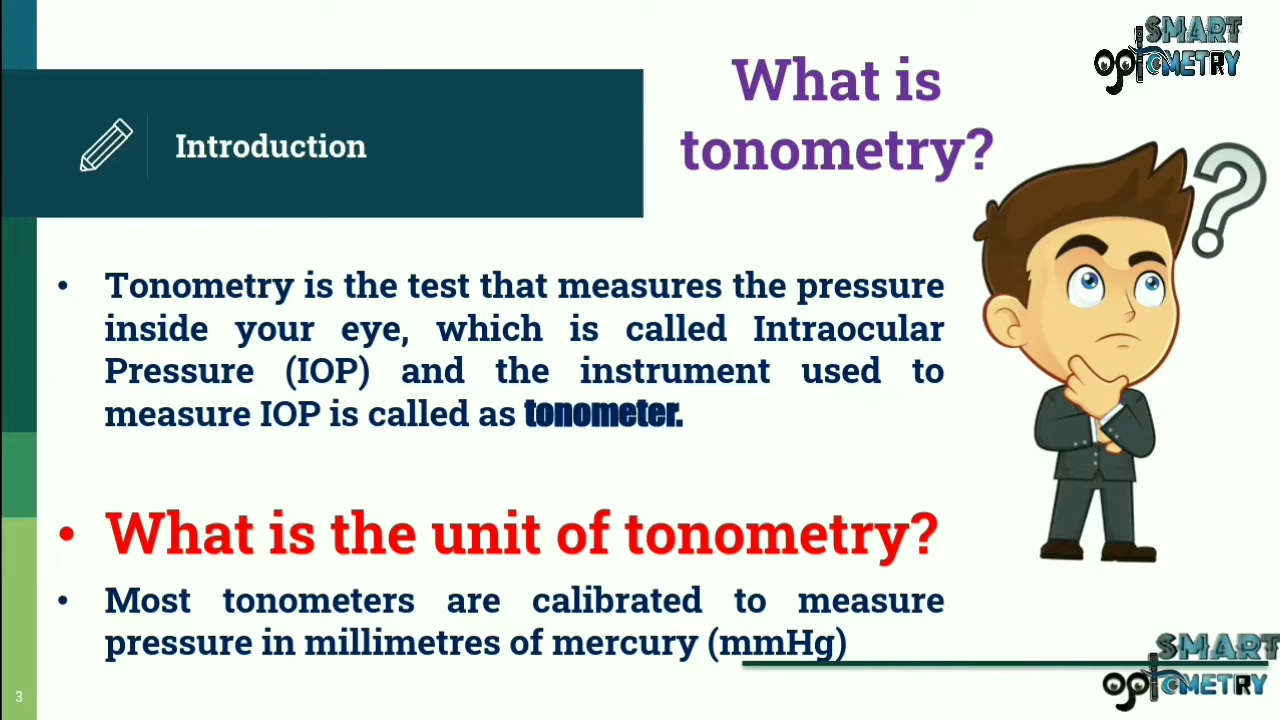 SMART
OPTOMETRY
What is
tonometry?
Introduction
• Tonometry is the test that measures the pressure
inside your eye, which is called Intraocular
Pressure (IOP) and the instrument used to
measure IOP is called as tonometer.
• What is the unit of tonometry?
• Most tonometers are calibrated to measure
pressure in millimetres of mercury (mmHg)
SMART
OPTOMETRY
3